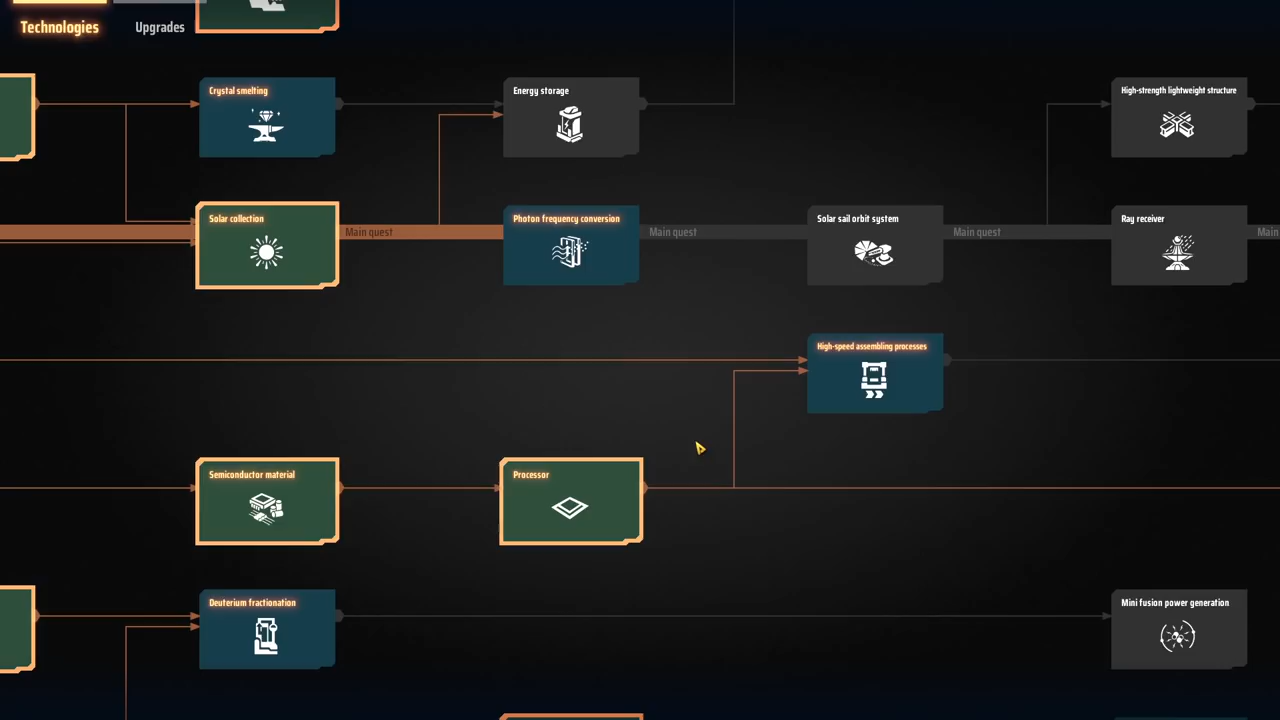 Technologies
Upgrades
Crystal smelting
Energy storage
High-strength lightweight structure
Solar collection
Main quest
Photon frequency conversion
Main quest
Solar sail orbit system
Main quest
Ray receiver
Main
High-speed assembling processes
Semiconductor material
Processor
Deuterium fractionation
Mini fusion power generation